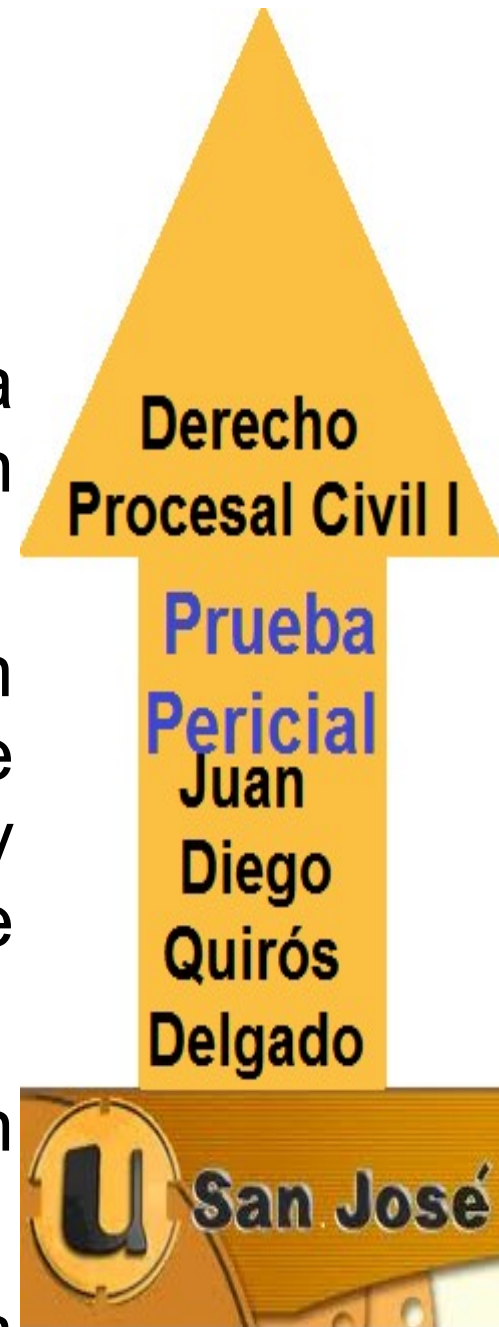 a
n
Derecho
Procesal Civil I
Prueba
Pericial
n
e
y
e
Juan
Diego
Quirós
Delgado
n
U San José